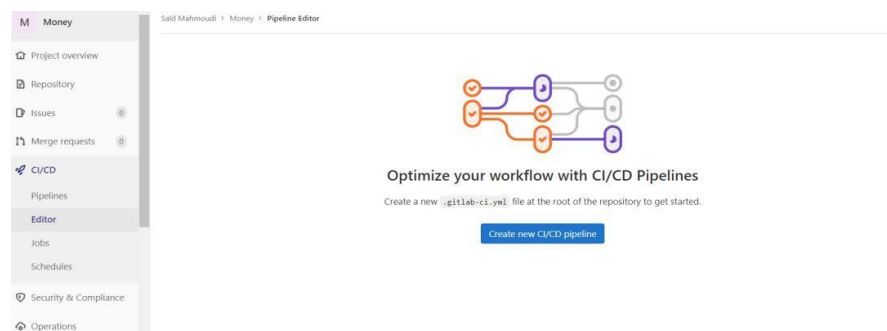 M Money
Said Mahmoudi > Money > Pipeline Editor
Project overview
Repository
Issues 0
Merge requests 0
CI/CD
Pipelines
Editor
Jobs
Schedules
Security & Compliance
Operations
Optimize your workflow with CI/CD Pipelines
Create a new .gitlab-ci.yml file at the root of the repository to get started.
Create new CI/CD pipeline